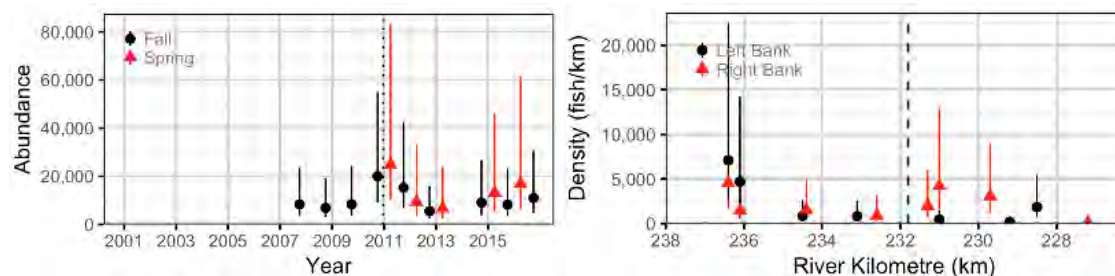 Abundance
80,000
60,000
40,000
20,000
0
Fall
Spring
2001 2003 2005 2007 2009 2011 2013 2015
Year
Density (fish/km)
20,000
15,000
10,000
5,000
0
Left Bank
Right Bank
238 236 234 232 230 228
River Kilometre (km)